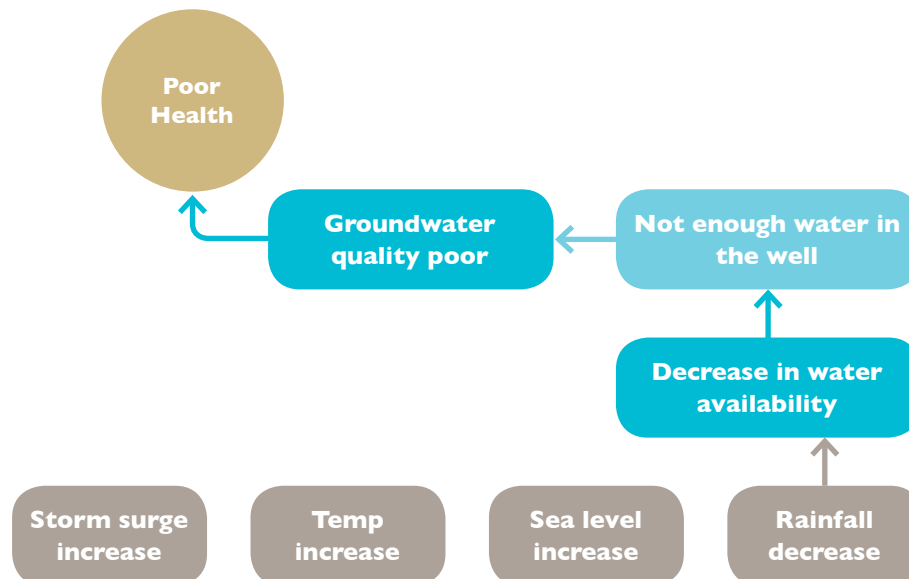 Poor
Health
Groundwater
quality poor
Not enough water in
the well
Decrease in water
availability
Storm surge
increase
Temp
increase
Sea level
increase
Rainfall
decrease